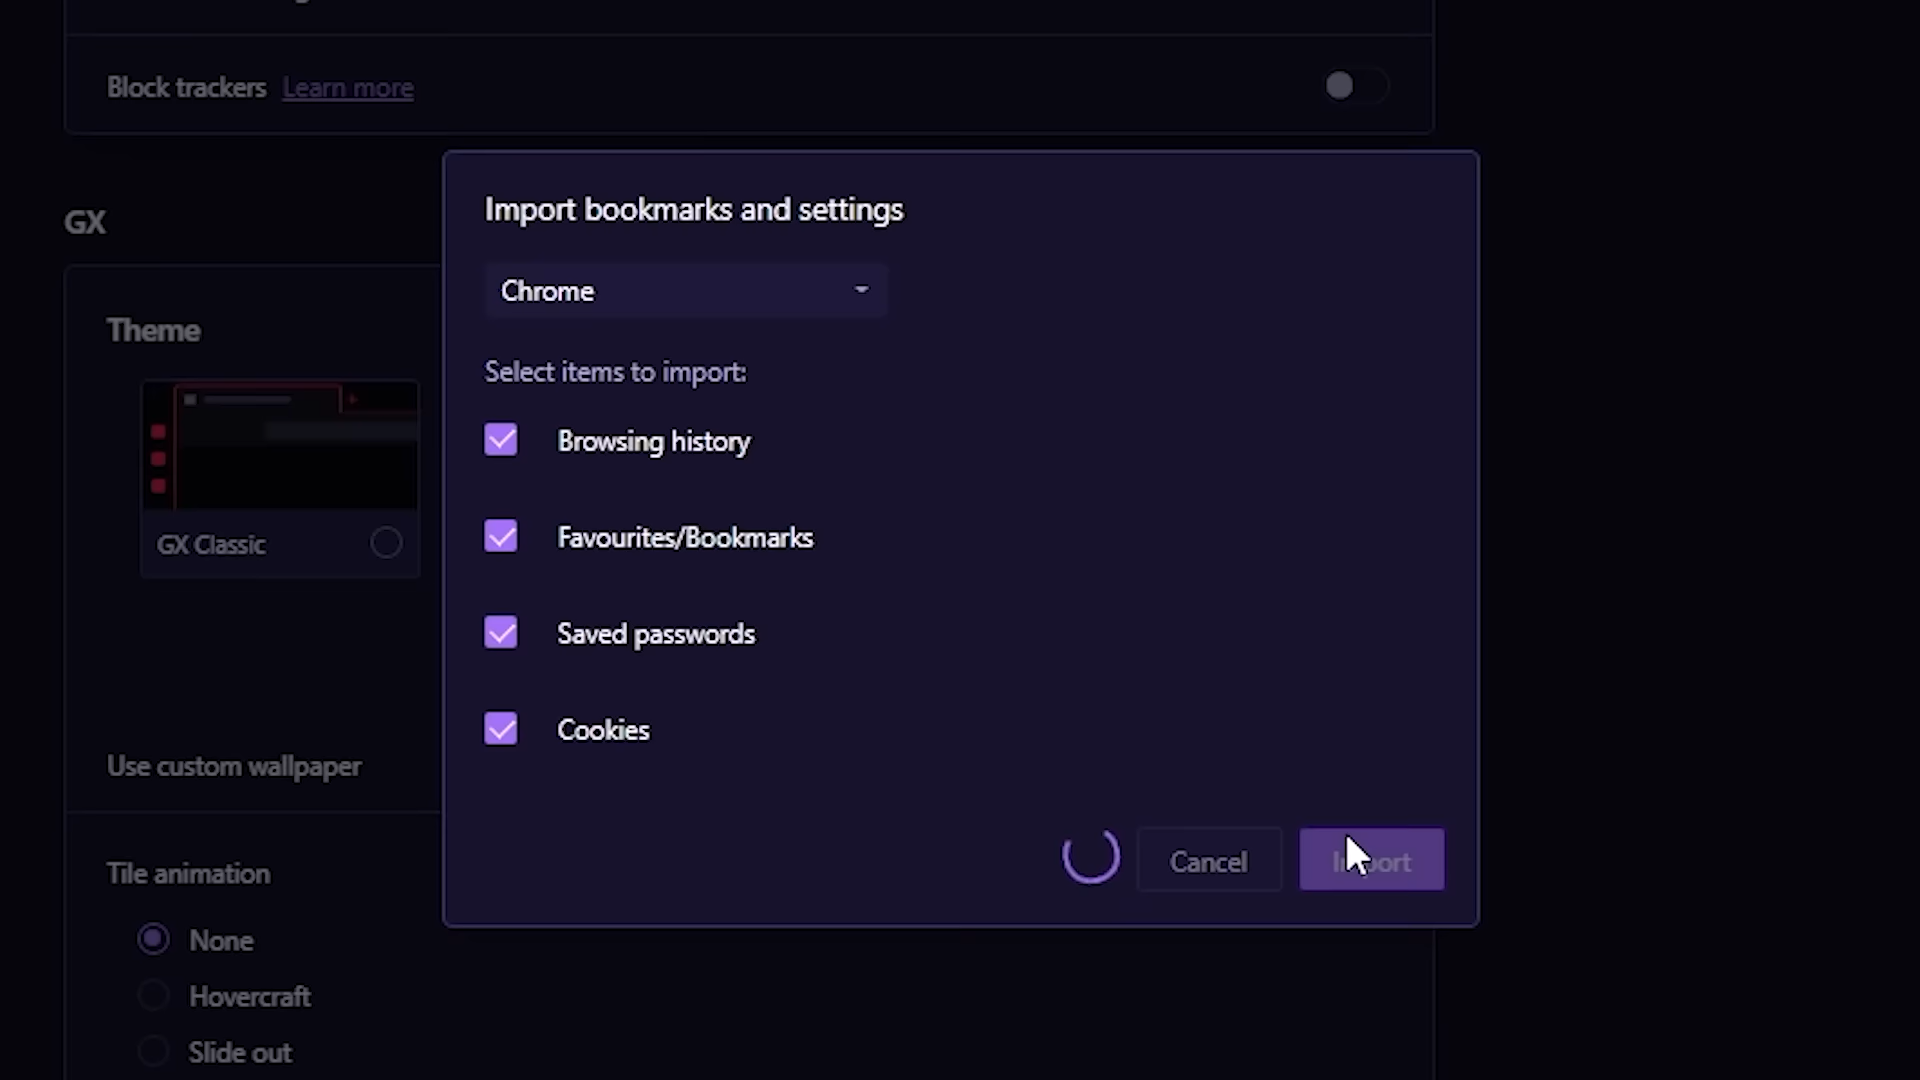 Block trackers Learn more
GX
Import bookmarks and settings
Chrome
Theme
Select items to import:
Browsing history
Favourites/Bookmarks
GX Classic
Saved passwords
Cookies
Use custom wallpaper
Cancel
Import
Tile animation
None
Hovercraft
Slide out